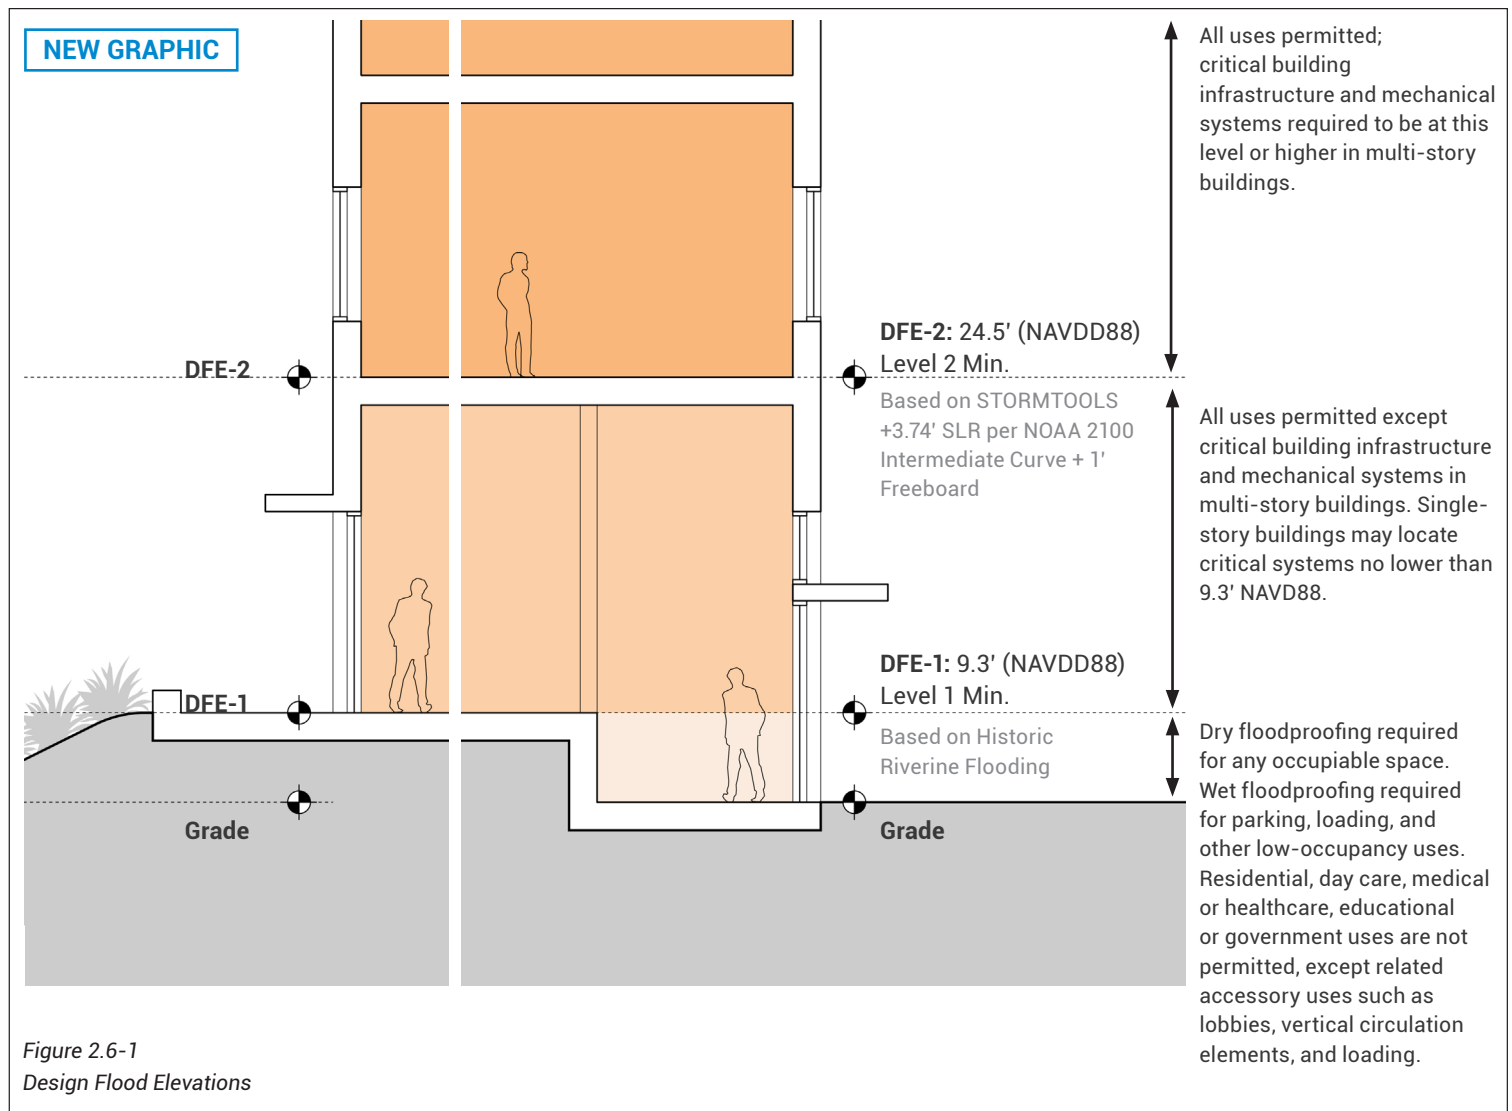 NEW GRAPHIC
All uses permitted;
critical building
infrastructure and mechanical
systems required to be at this
level or higher in multi-story
buildings.
DFE-2
DFE-2: 24.5' (NAVDD88)
Level 2 Min.
Based on STORMTOOLS
+3.74' SLR per NOAA 2100
Intermediate Curve + 1'
Freeboard
All uses permitted except
critical building infrastructure
and mechanical systems in
multi-story buildings. Single-
story buildings may locate
critical systems no lower than
9.3' NAVD88.
DFE-1
DFE-1: 9.3' (NAVDD88)
Level 1 Min.
Based on Historic
Riverine Flooding
Grade
Grade
Dry floodproofing required
for any occupiable space.
Wet floodproofing required
for parking, loading, and
other low-occupancy uses.
Residential, day care, medical
or healthcare, educational
or government uses are not
permitted, except related
accessory uses such as
lobbies, vertical circulation
elements, and loading.
Figure 2.6-1
Design Flood Elevations